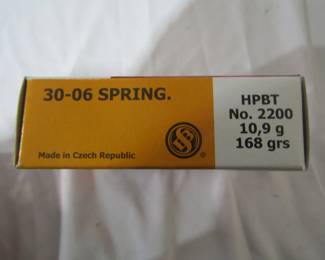 30-06 SPRING.
Made in Czech Republic
®
HPBT
No. 2200
10,9 g
168 grs